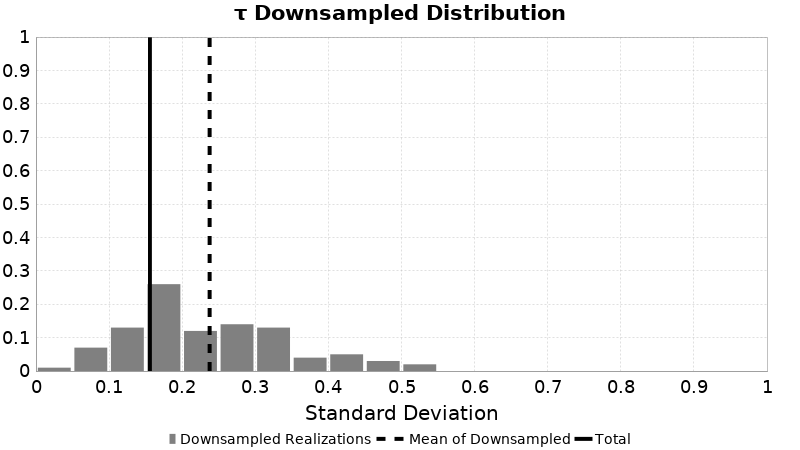 τ Downsampled Distribution
1
0.9
0.8
0.7
0.6
0.5
0.4
0.3
0.2
0.1
0
0 0.1 0.2 0.3 0.4 0.5 0.6 0.7 0.8 0.9 1
Standard Deviation
Downsampled Realizations Mean of Downsampled Total